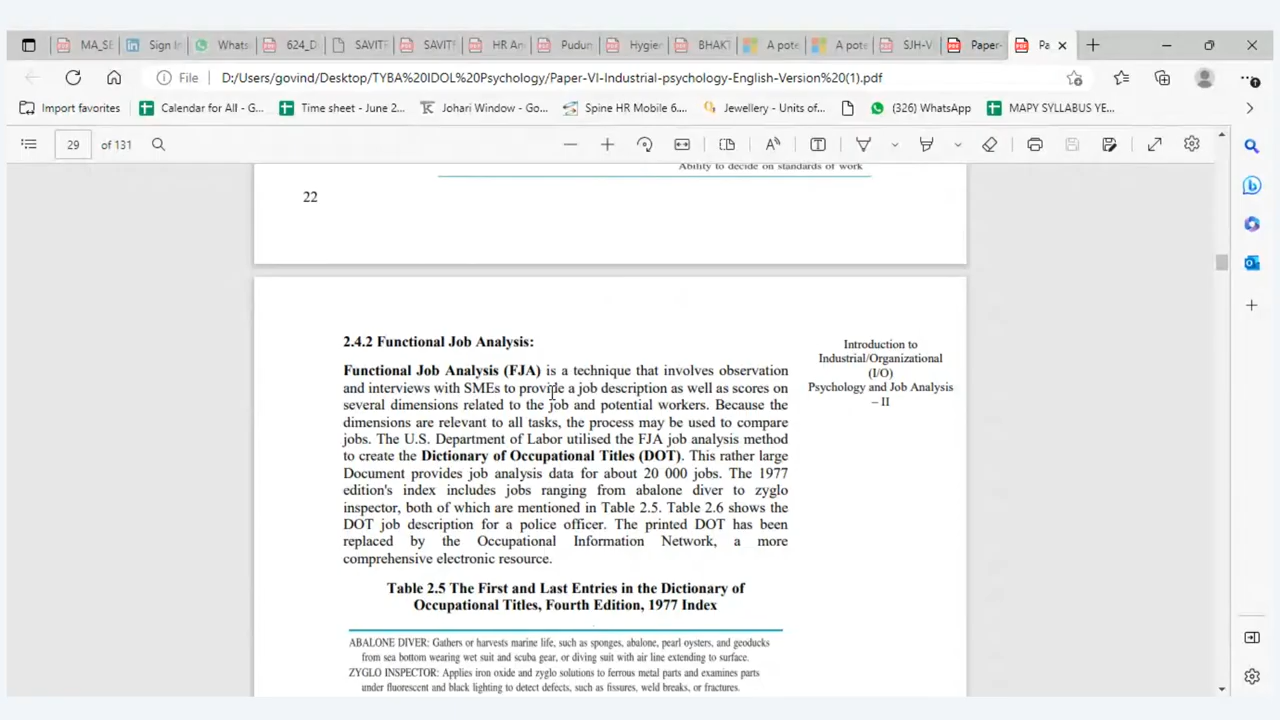 MA_SE
Sign In
Whats
624_D
SAVITI
SAVITI
HR An
Pudun
Hygie
BHAKT
A pote
A pote
SJH-V
Paper-
Pa
File
D:/Users/govind/Desktop/TYBA%20IDOL%20Psychology/Paper-VI-Industrial-psychology-English-Version%20(1).pdf
Import favorites
Calendar for All - G...
Time sheet - June 2...
Johari Window - Go...
Spine HR Mobile 6....
Jewellery - Units of...
(326) WhatsApp
MAPY SYLLABUS YE...
29 of 131
Ability to decide on standards of work
22
2.4.2 Functional Job Analysis:
Functional Job Analysis (FJA) is a technique that involves observation
and interviews with SMEs to provide a job description as well as scores on
several dimensions related to the job and potential workers. Because the
dimensions are relevant to all tasks, the process may be used to compare
jobs. The U.S. Department of Labor utilised the FJA job analysis method
to create the Dictionary of Occupational Titles (DOT). This rather large
Document provides job analysis data for about 20 000 jobs. The 1977
edition's index includes jobs ranging from abalone diver to zyglo
inspector, both of which are mentioned in Table 2.5. Table 2.6 shows the
DOT job description for a police officer. The printed DOT has been
replaced by the Occupational Information Network, a more
comprehensive electronic resource.
Introduction to
Industrial/Organizational
(I/O)
Psychology and Job Analysis
– II
Table 2.5 The First and Last Entries in the Dictionary of
Occupational Titles, Fourth Edition, 1977 Index
ABALONE DIVER: Gathers or harvests marine life, such as sponges, abalone, pearl oysters, and geoducks
from sea bottom wearing wet suit and scuba gear, or diving suit with air line extending to surface.
ZYGLO INSPECTOR: Applies iron oxide and zyglo solutions to ferrous metal parts and examines parts
under fluorescent and black lighting to detect defects, such as fissures, weld breaks, or fractures.